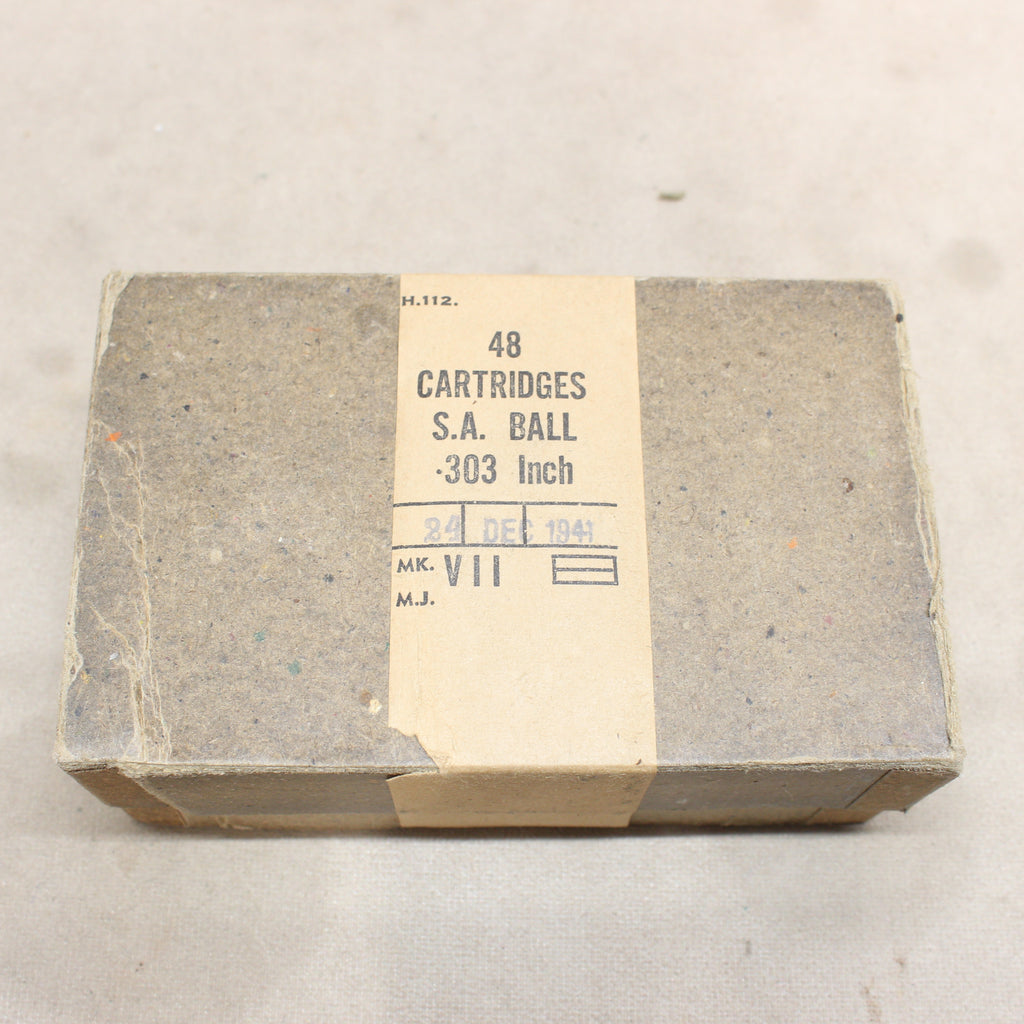 H.112.
48
CARTRIDGES
S.A. BALL
·303 Inch
24 DEC 1941
MK. VII
M.J.